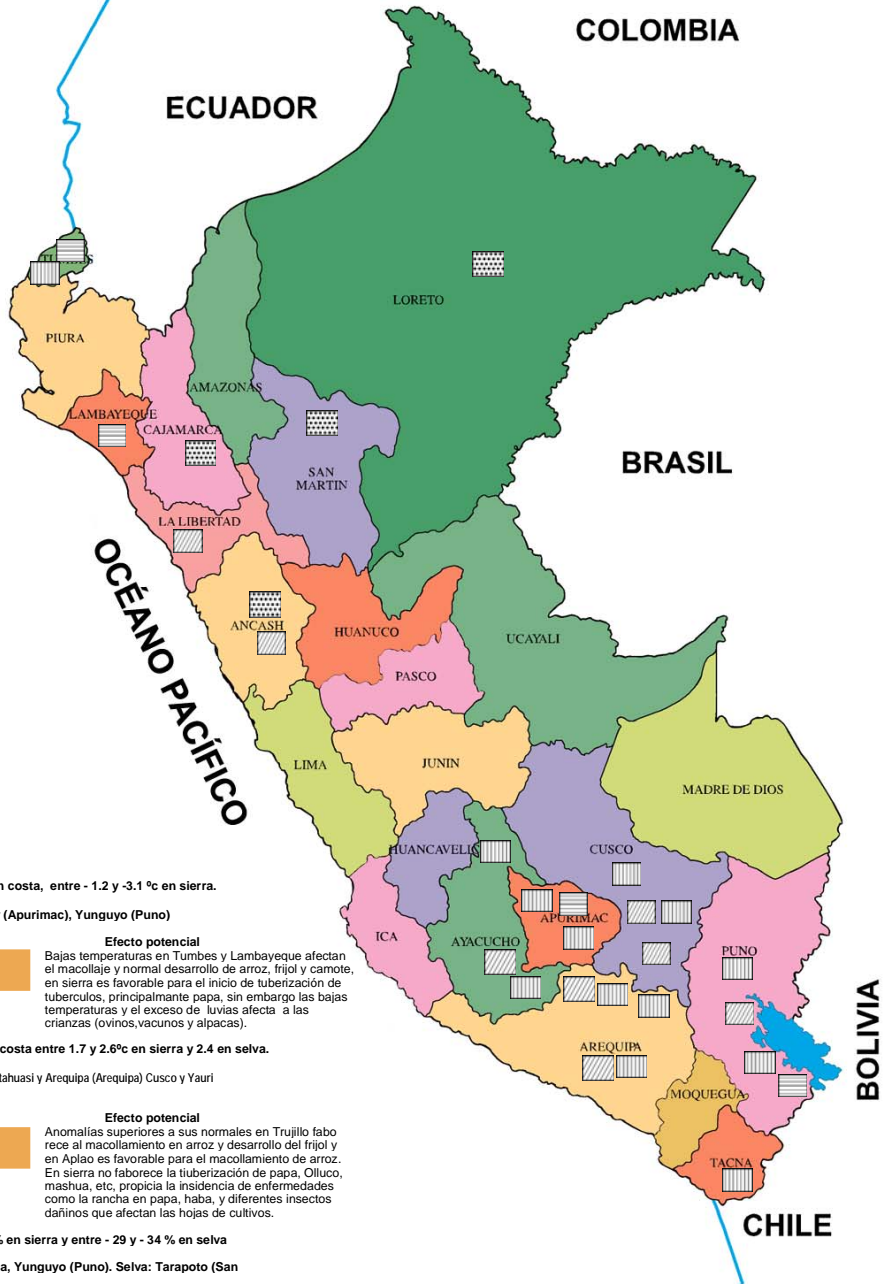 COLOMBIA
ECUADOR
LORETO
PIURA
AMAZONAS
LAMBAYEQUE
CAJAMARCA
BRASIL
SAN
MARTIN
LA LIBERTAD
OCÉANO PACÍFICO
ANCASH
HUANUCO
UCAYALI
PASCO
LIMA
JUNIN
MADRE DE DIOS
CUSCO
costa, entre - 1.2 y -3.1 ºc en sierra.
(Apurimac), Yunguyo (Puno)
ICA
APURIMAC
AYACUCHO
PUNO
Efecto potencial
Bajas temperaturas en Tumbes y Lambayeque afectan
el macollaje y normal desarrollo de arroz, frijol y camote,
en sierra es favorable para el inicio de tuberización de
tuberculos, principalmente papa, sin embargo las bajas
temperaturas y el exceso de luvias afecta a las
crianzas (ovinos,vacunos y alpacas).
BOLIVIA
costa entre 1.7 y 2.6ºc en sierra y 2.4 en selva.
AREQUIPA
y Arequipa (Arequipa) Cusco y Yauri
MOQUEGUA
Efecto potencial
Anomalías superiores a sus normales en Trujillo fabo
rece al macollamiento en arroz y desarrollo del frijol y
en Aplao es favorable para el macollamiento de arroz.
En sierra no faborece la tiuberización de papa, Olluco,
mashua, etc, propicia la insidencia de enfermedades
como la rancha en papa, haba, y diferentes insectos
dañinos que afectan las hojas de cultivos.
TACNA
CHILE
% en sierra y entre - 29 y - 34 % en selva
Yunguyo (Puno). Selva: Tarapoto (San